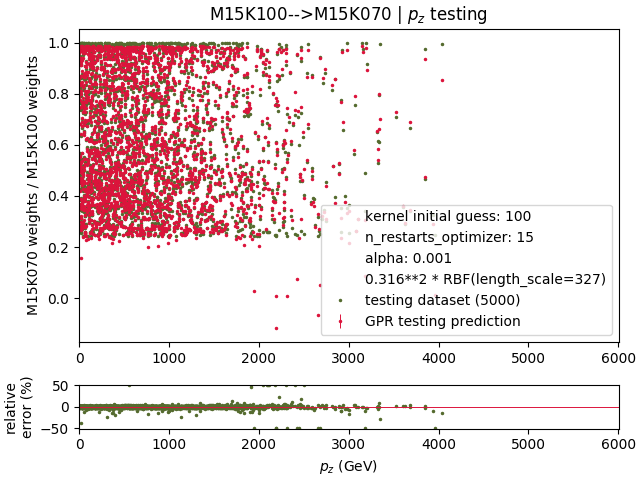 M15K100-->M15K070 | p_z testing
M15K070 weights / M15K100 weights
1.0
0.8
0.6
0.4
0.2
0.0
kernel initial guess: 100
n_restarts_optimizer: 15
alpha: 0.001
0.316**2 * RBF(length_scale=327)
testing dataset (5000)
GPR testing prediction
0 1000 2000 3000 4000 5000 6000
relative
error (%)
50
0
−50
0 1000 2000 3000 4000 5000 6000
p_z (GeV)